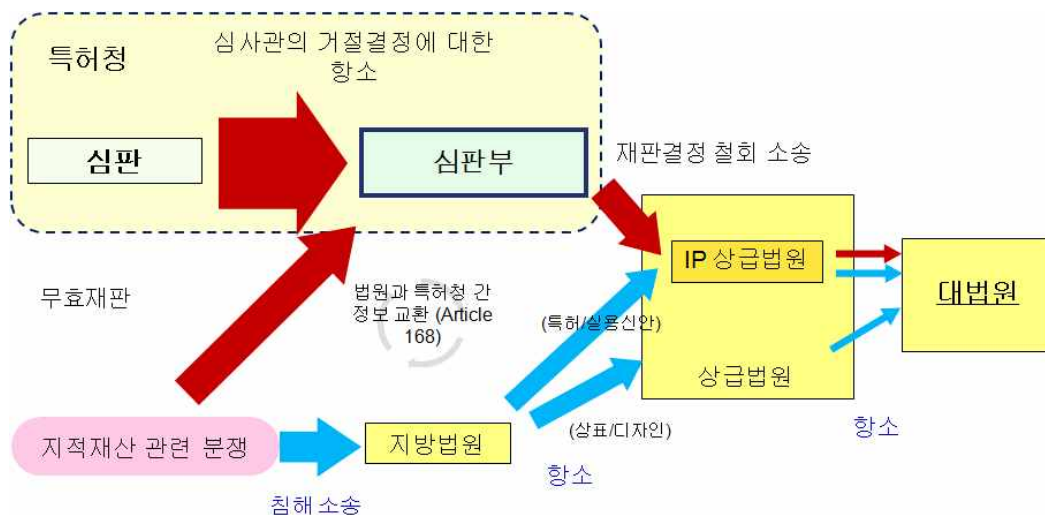 특허청
심사관의 거절결정에 대한
항소
심판
심판부
재판결정 철회 소송
IP 상급법원
대법원
무효재판
법원과 특허청 간
정보 교환 (Article
168)
(특허/실용신안)
상급법원
지적재산 관련 분쟁
지방법원
(상표/디자인)
항소
항소
침해 소송